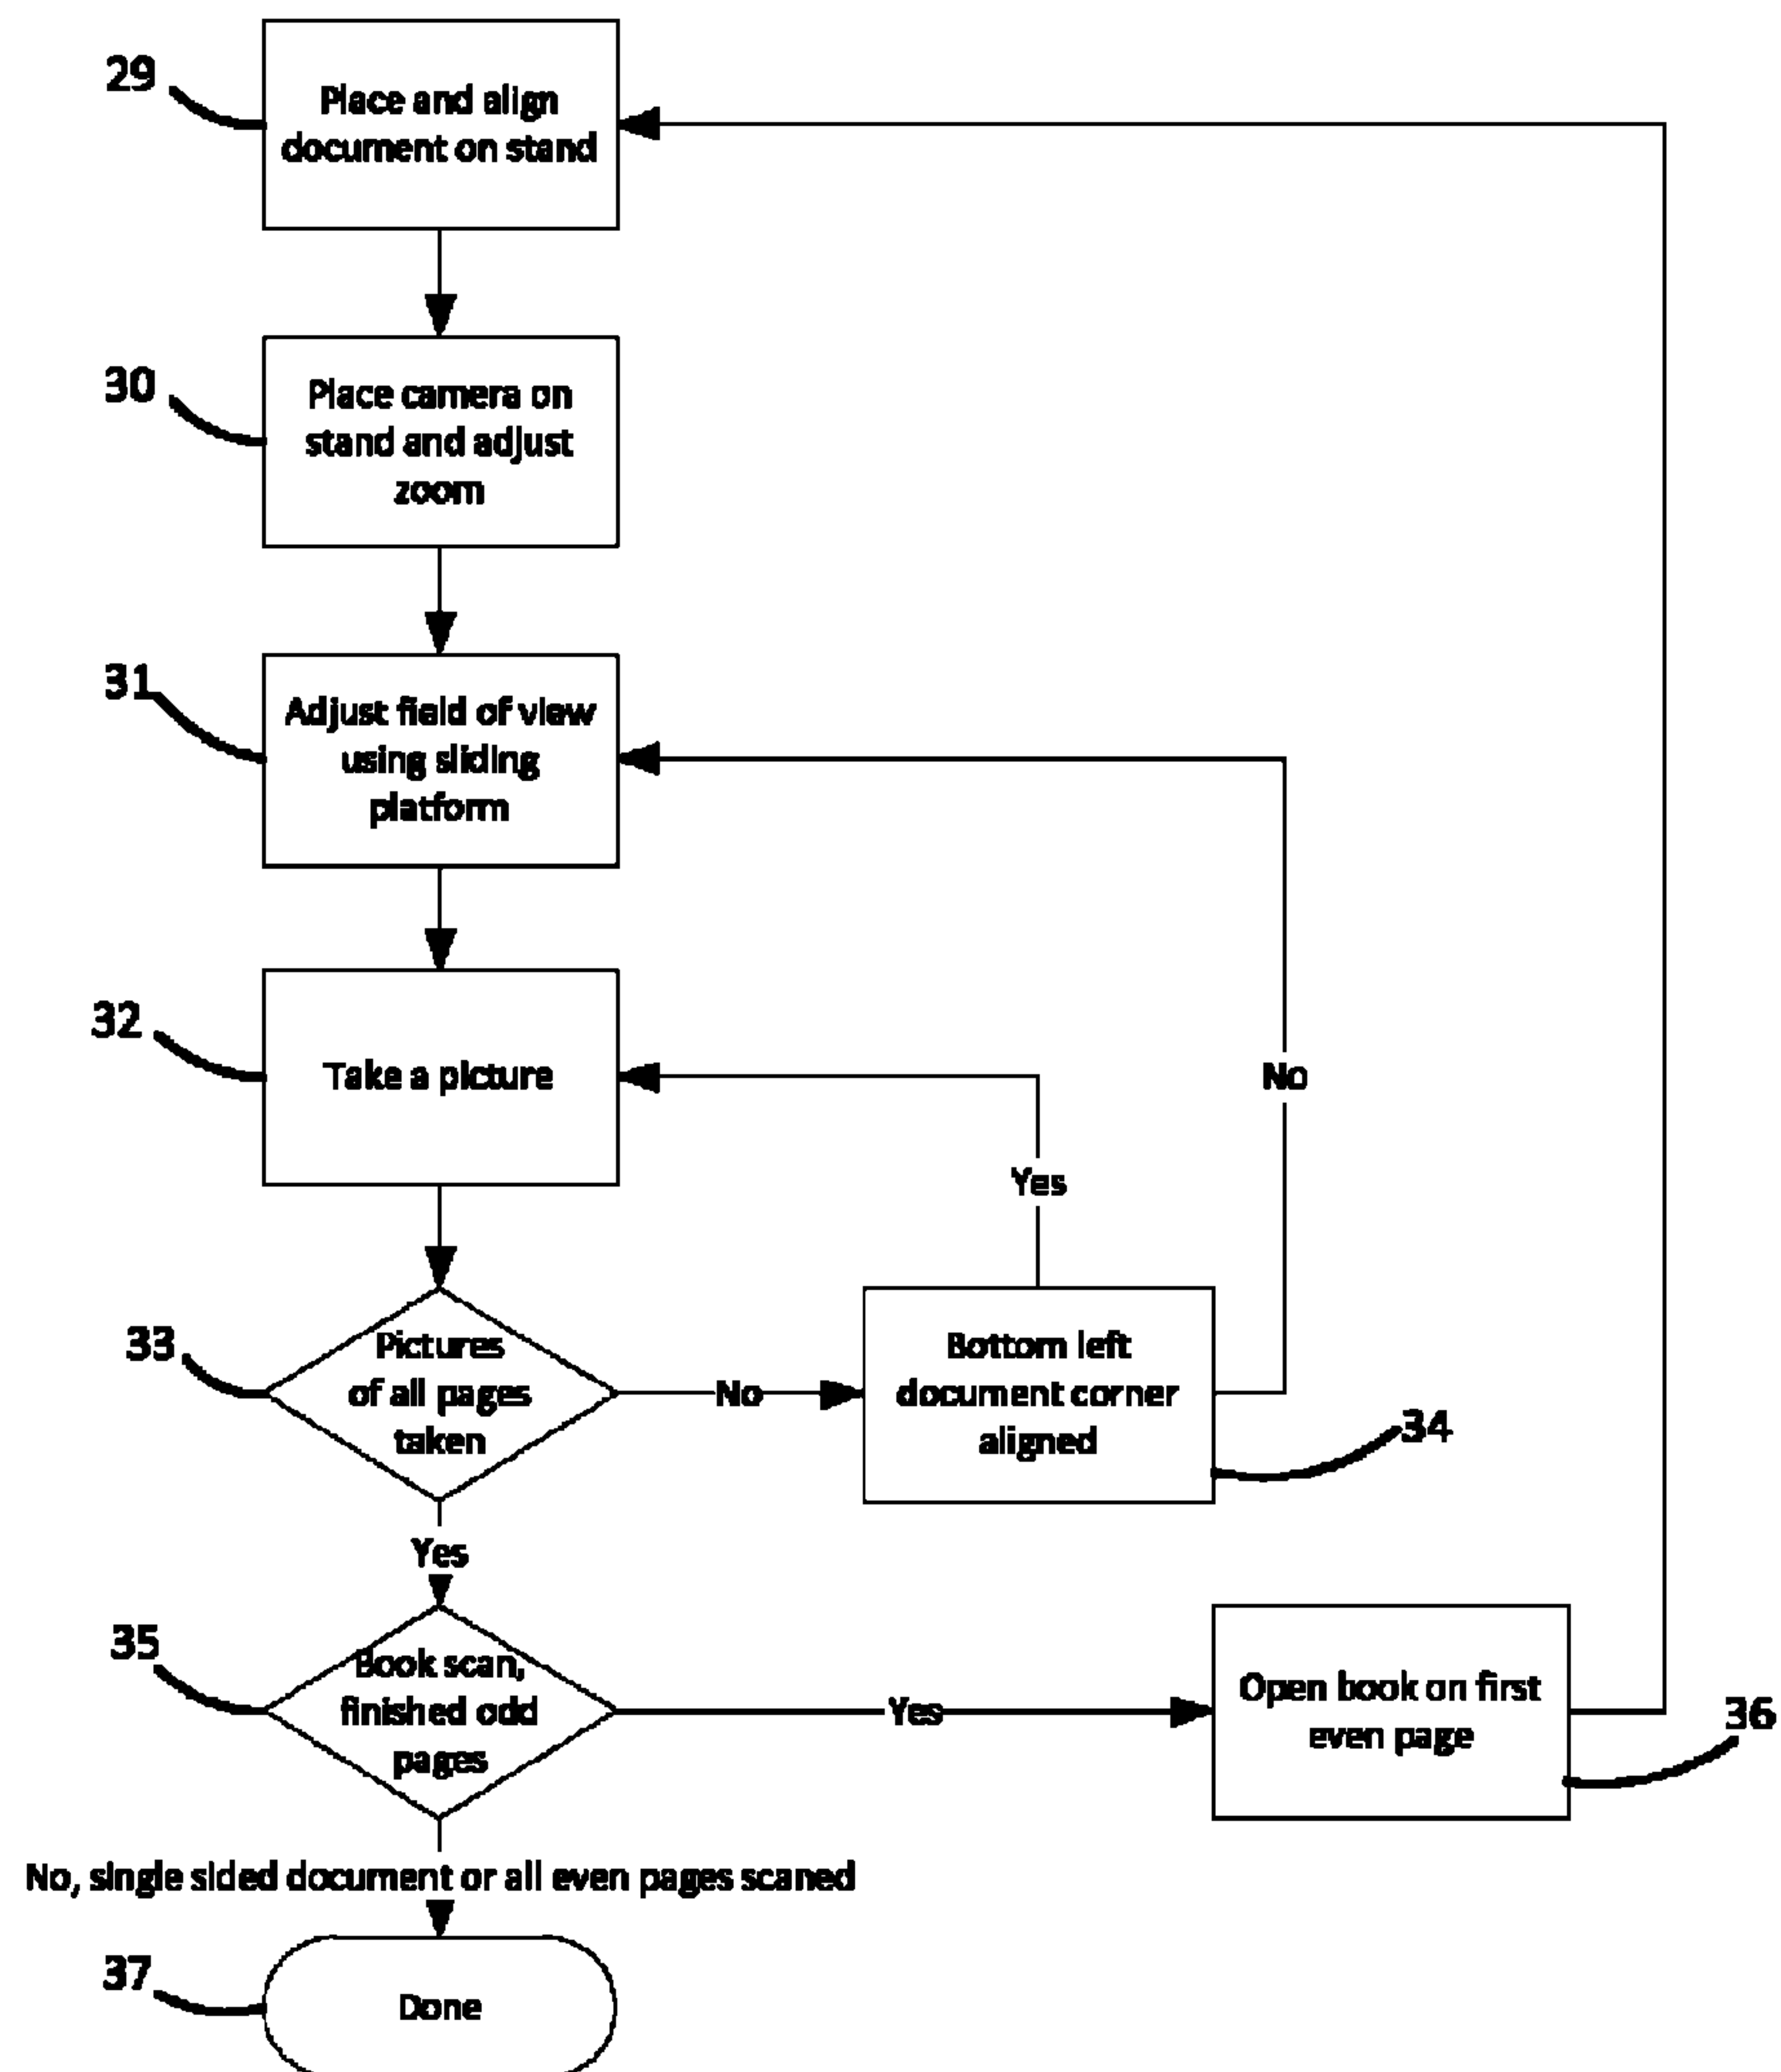 29
Place and align
document on stand
30
Place camera on
stand and adjust
zoom
31
Adjust field of view
using sliding
platform
32
Take a picture
No
Yes
33
Pictures
of all pages
taken
No
Bottom left
document corner
aligned
34
Yes
35
Book scan,
finished odd
pages
Yes
Open book on first
even page
36
No, single sided document or all even pages scaned
37
Done